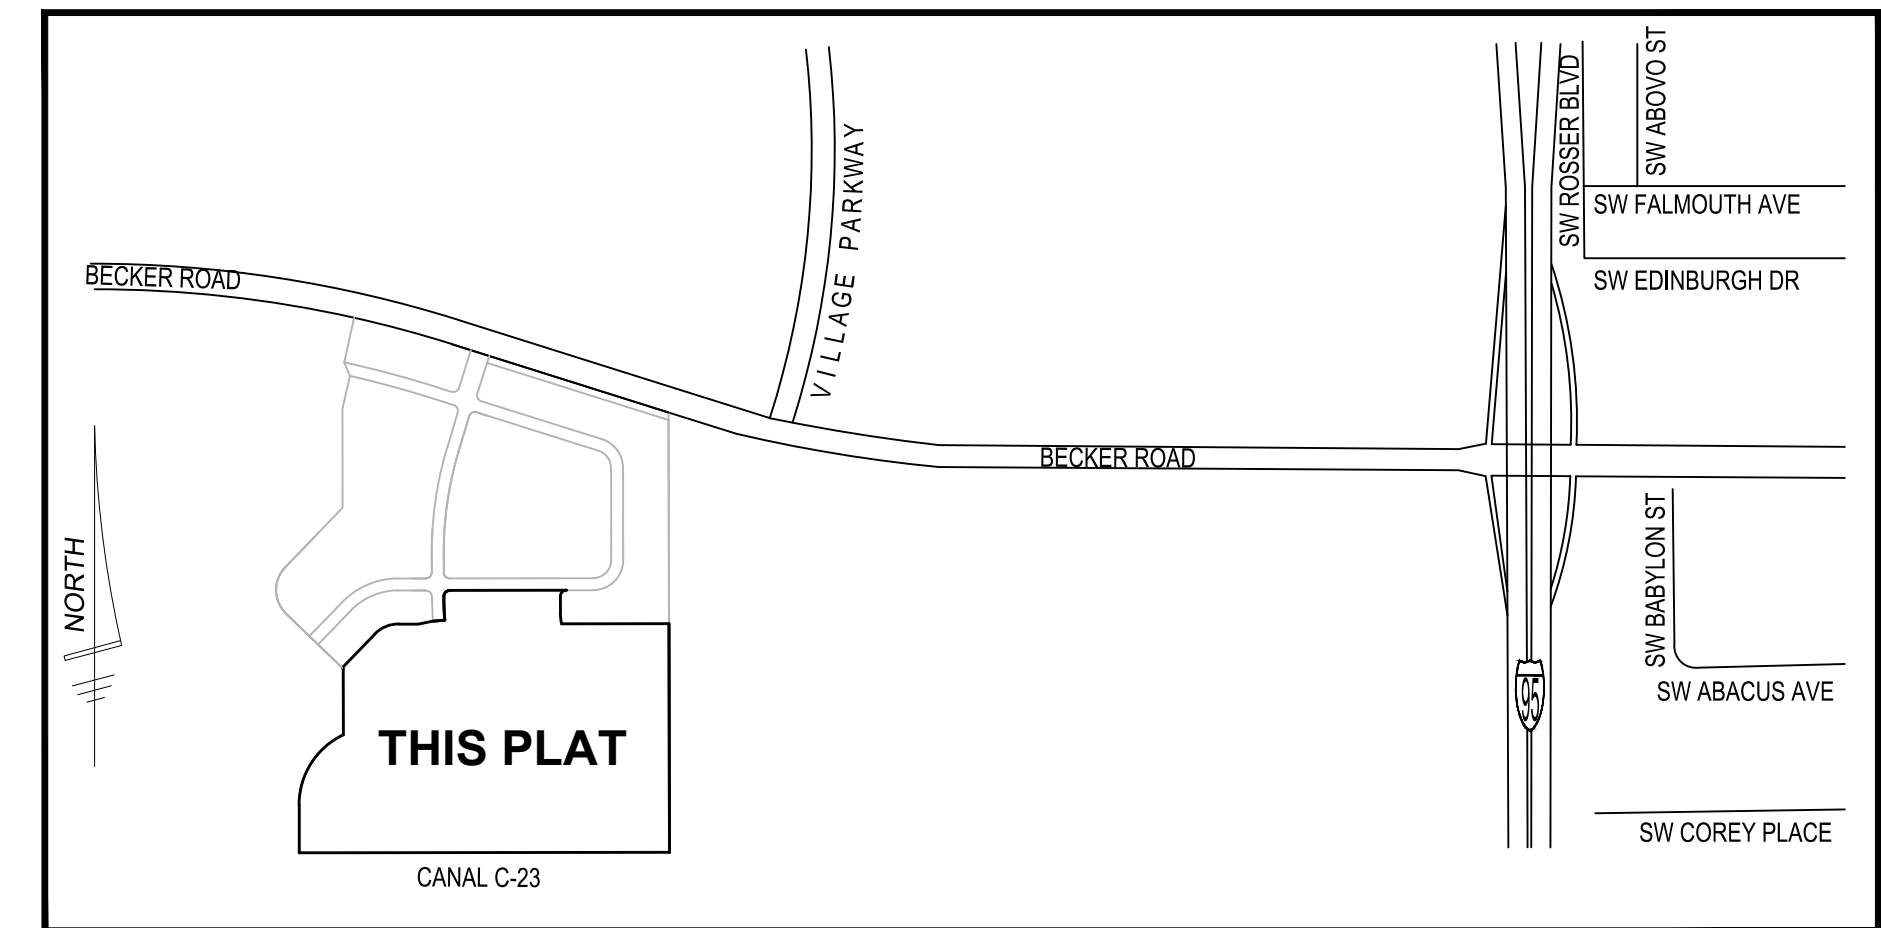 SW ABOVO ST
SW ROSSER BLVD
VILLAGE PARKWAY
SW FALMOUTH AVE
BECKER ROAD
SW EDINBURGH DR
BECKER ROAD
SW BABYLON ST
NORTH
95
SW ABACUS AVE
THIS PLAT
SW COREY PLACE
CANAL C-23